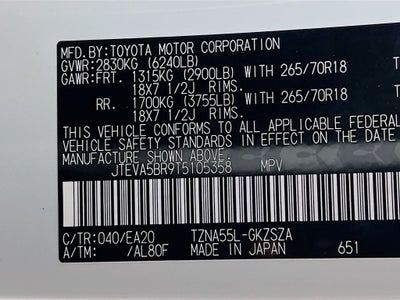 MFD.BY:TOYOTA MOTOR CORPORATION
GVWR:2830KG (6240LB)
GAWR:FRT. 1315KG (2900LB) WITH 265/70R18 T
18X7 1/2J RIMS.
RR. 1700KG (3755LB) WITH 265/70R18 T
18X7 1/2J RIMS.
THIS VEHICLE CONFORMS TO ALL APPLICABLE FEDERAL
VEHICLE SAFETY STANDARDS IN EFFECT ON THE DATE
MANUFACTURE SHOWN ABOVE.
JTEVA5BR9T5105358 MPV
C/TR:040/EA20 TZNA55L-GKZSZA
A/TM: /AL80F MADE IN JAPAN 651